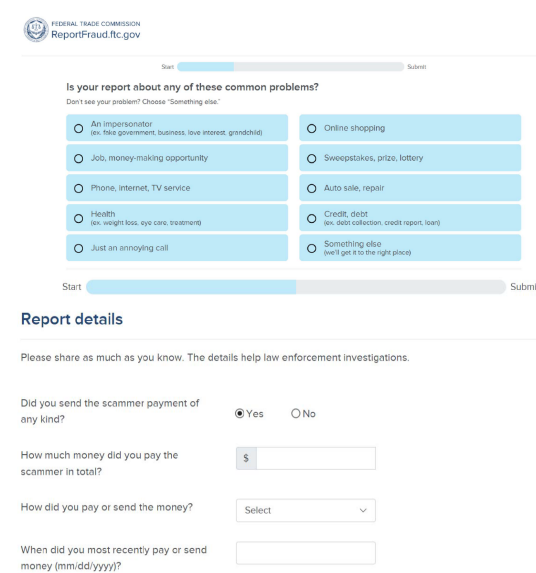 FEDERAL TRADE COMMISSION
ReportFraud.ftc.gov
Start
Submit
Is your report about any of these common problems?
Don't see your problem? Choose "Something else."
An impersonator
(ex. fake government, business, love interest, grandchild)
Online shopping
Job, money-making opportunity
Sweepstakes, prize, lottery
Phone, internet, TV service
Auto sale, repair
Health
(ex. weight loss, eye care, treatment)
Credit, debt
(ex. debt collection, credit report, loan)
Just an annoying call
Something else
(we'll get it to the right place)
Start
Submi
Report details
Please share as much as you know. The details help law enforcement investigations.
Did you send the scammer payment of
any kind?
Yes
No
How much money did you pay the
scammer in total?
$
How did you pay or send the money?
Select
When did you most recently pay or send
money (mm/dd/yyyy)?